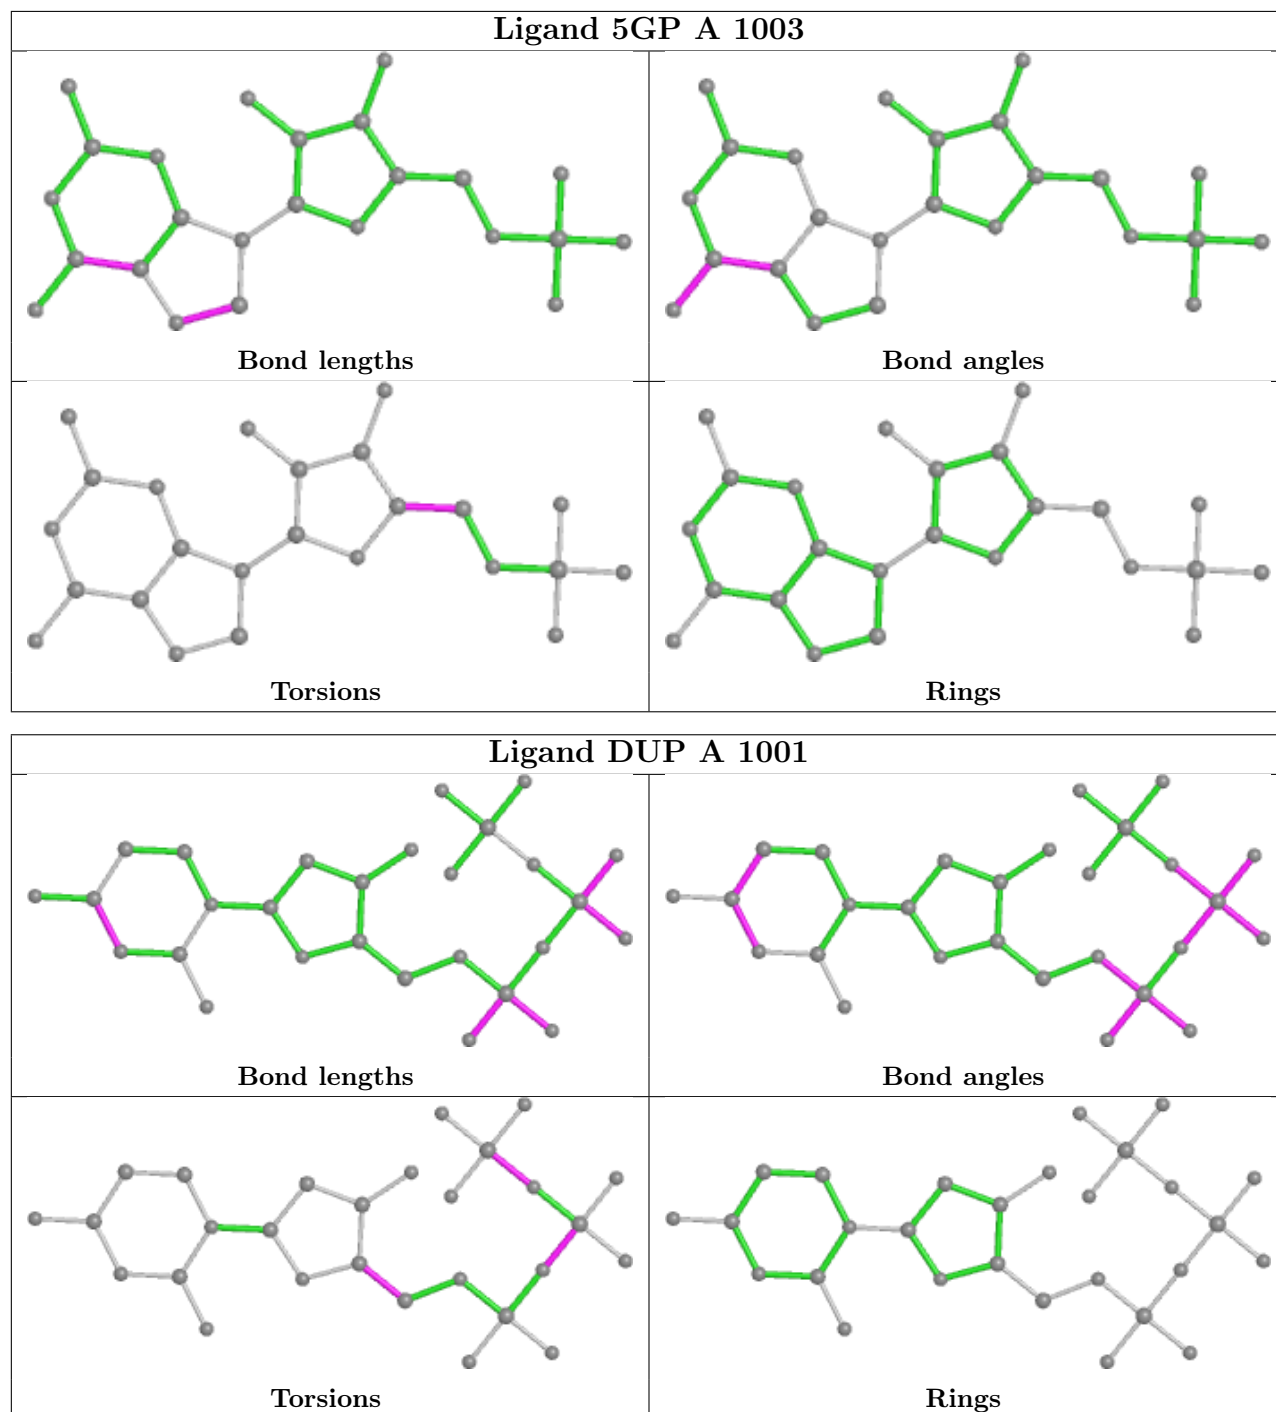 Ligand 5GP A 1003
Bond lengths
Bond angles
Torsions
Rings
Ligand DUP A 1001
Bond lengths
Bond angles
Torsions
Rings